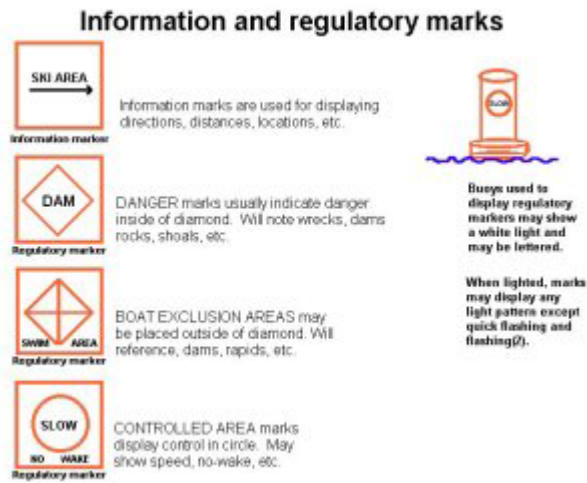 Information and regulatory marks
SKI AREA
Information marker
Information marks are used for displaying
directions, distances, locations, etc.
DAM
Regulatory marker
DANGER marks usually indicate danger
inside of diamond. Will note wrecks, dams
rocks, shoals, etc.
SWIM AREA
Regulatory marker
BOAT EXCLUSION AREAS may
be placed outside of diamond. Will
reference, dams, rapids, etc.
SLOW
NO WAKE
Regulatory marker
CONTROLLED AREA marks
display control in circle. May
show speed, no-wake, etc.
SLOW
Buoys used to
display regulatory
markers may show
a white light and
may be lettered.
When lighted, marks
may display any
light pattern except
quick flashing and
flashing(2).